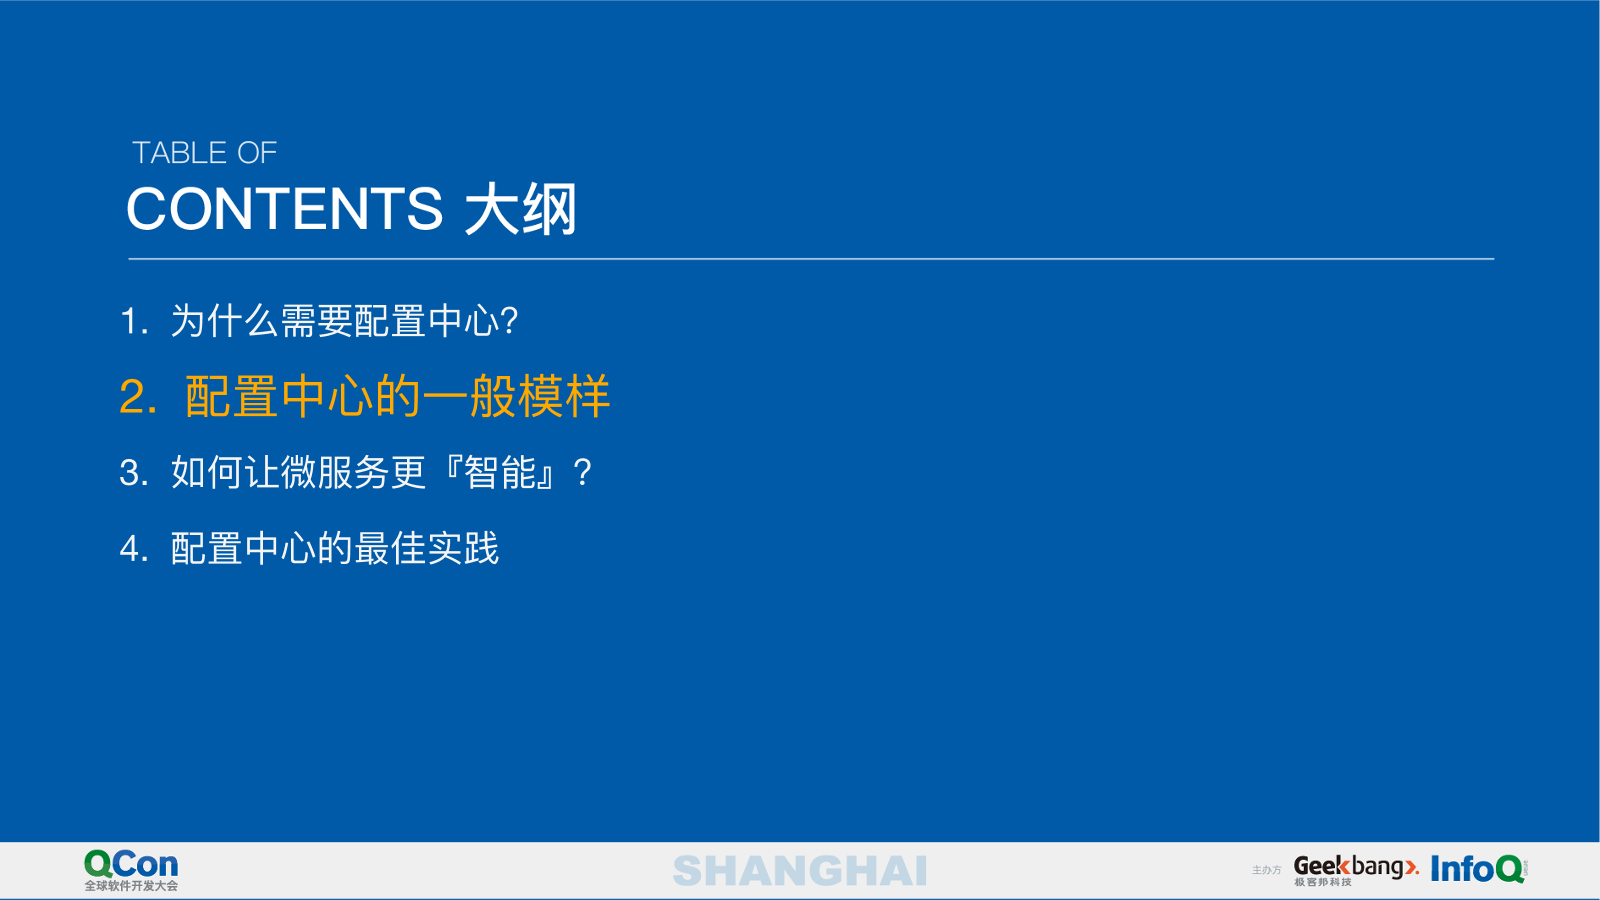 TABLE OF
CONTENTS 大纲
1. 为什么需要配置中心?
2. 配置中心的一般模样
3. 如何让微服务更『智能』?
4. 配置中心的最佳实践
QCon
全球软件开发大会
SHANGHAI
主办方
Geekbang
极客邦科技
InfoQ